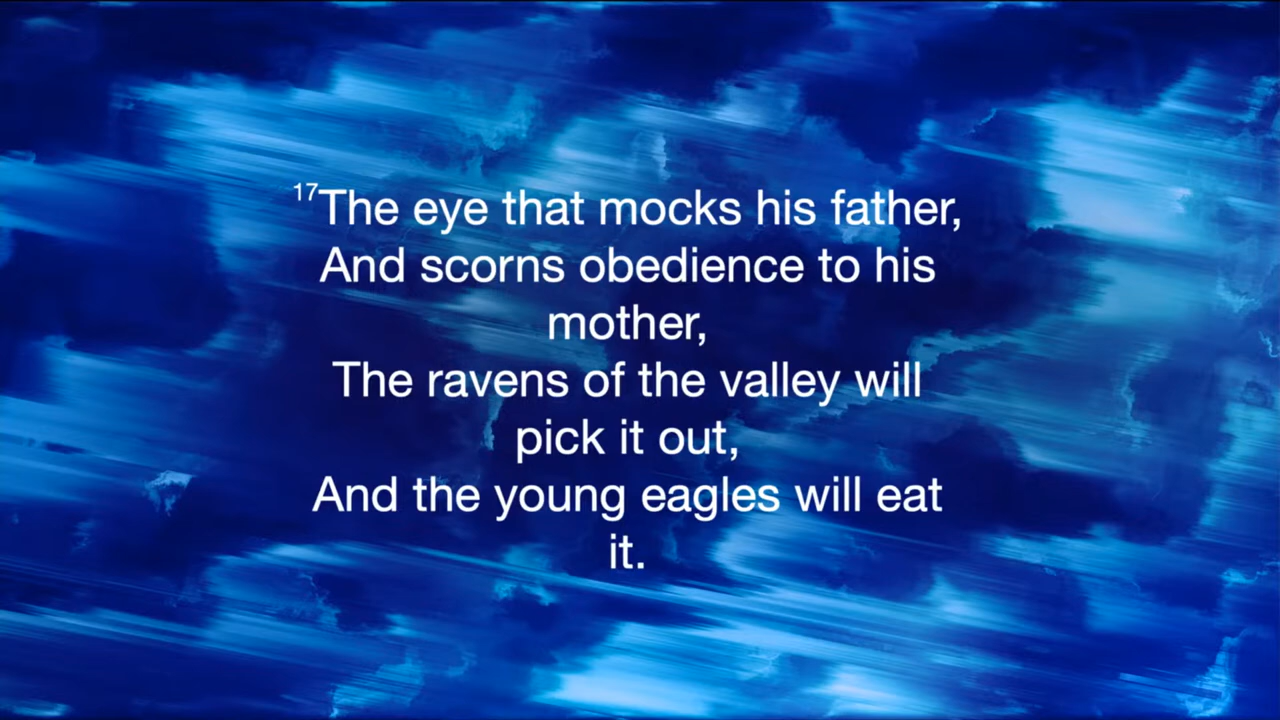 17The eye that mocks his father,
And scorns obedience to his
mother,
The ravens of the valley will
pick it out,
And the young eagles will eat
it.